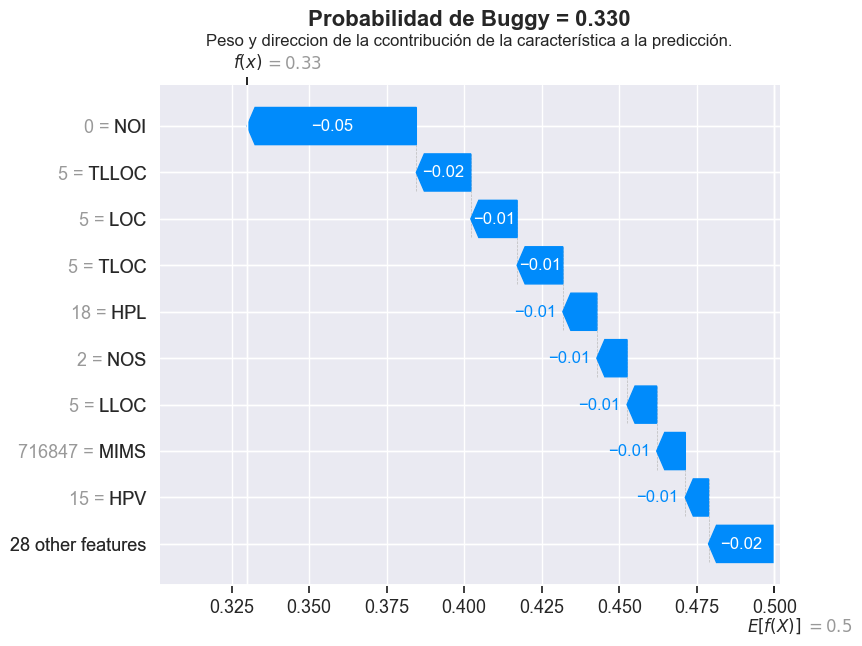 Probabilidad de Buggy = 0.330
Peso y direccion de la ccontribución de la característica a la predicción.
f(x) = 0.33
0 = NOI −0.05
5 = TLLOC −0.02
5 = LOC −0.01
5 = TLOC −0.01
18 = HPL −0.01
2 = NOS −0.01
5 = LLOC −0.01
716847 = MIMS −0.01
15 = HPV −0.01
28 other features −0.02
0.325 0.350 0.375 0.400 0.425 0.450 0.475 0.500
E[f(X)] = 0.5